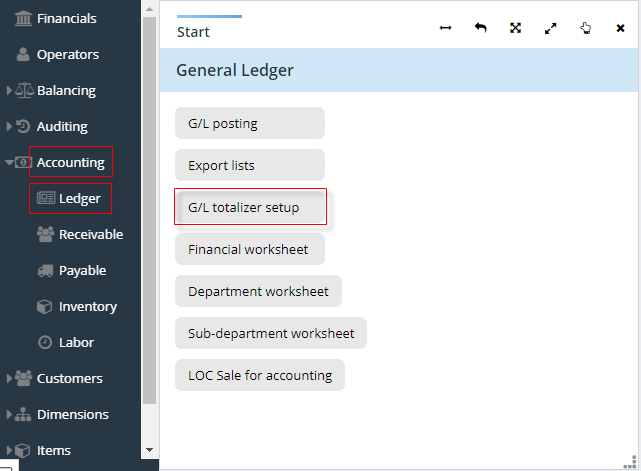 Financials
Operators
Balancing
Auditing
Accounting
Ledger
Receivable
Payable
Inventory
Labor
Customers
Dimensions
Items
Start
General Ledger
G/L posting
Export lists
G/L totalizer setup
Financial worksheet
Department worksheet
Sub-department worksheet
LOC Sale for accounting